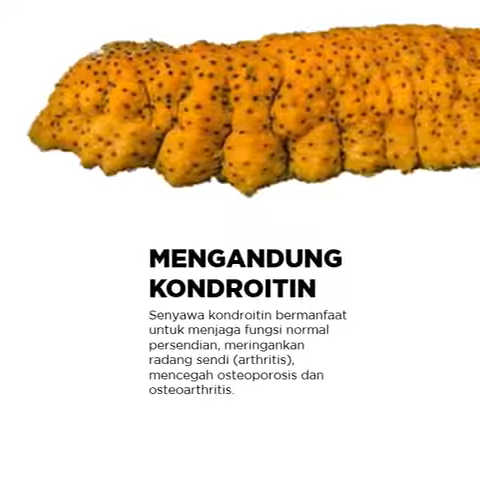 MENGANDUNG
KONDROITIN
Senyawa kondroitin bermanfaat
untuk menjaga fungsi normal
persendian, meringankan
radang sendi (arthritis),
mencegah osteoporosis dan
osteoarthritis.